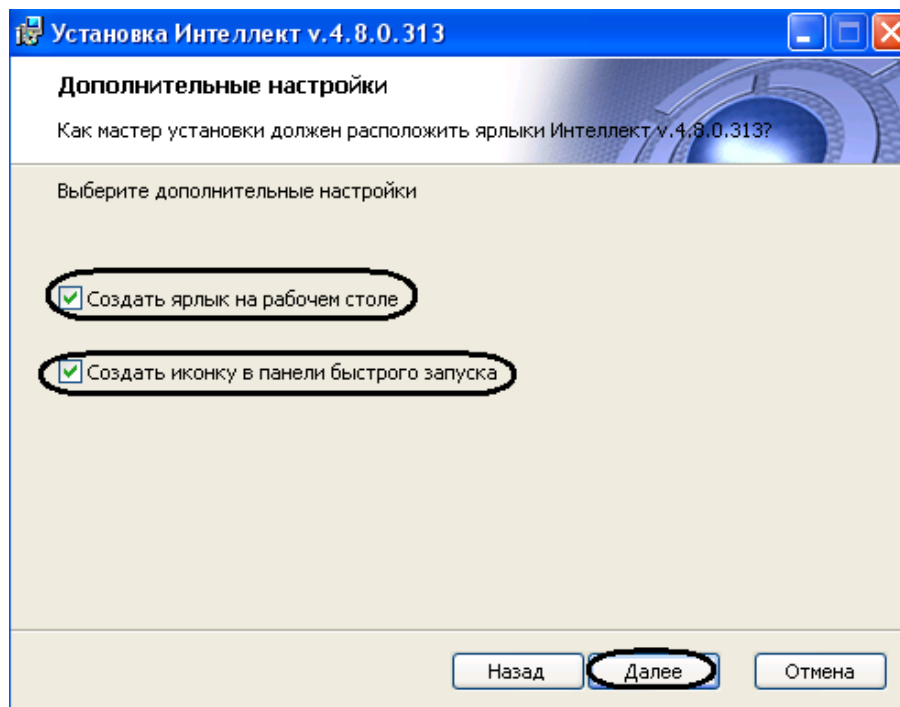 Установка Интеллект v.4.8.0.313
Дополнительные настройки
Как мастер установки должен расположить ярлыки Интеллект v.4.8.0.313?
Выберите дополнительные настройки
Создать ярлык на рабочем столе
Создать иконку в панели быстрого запуска
Назад
Далее
Отмена